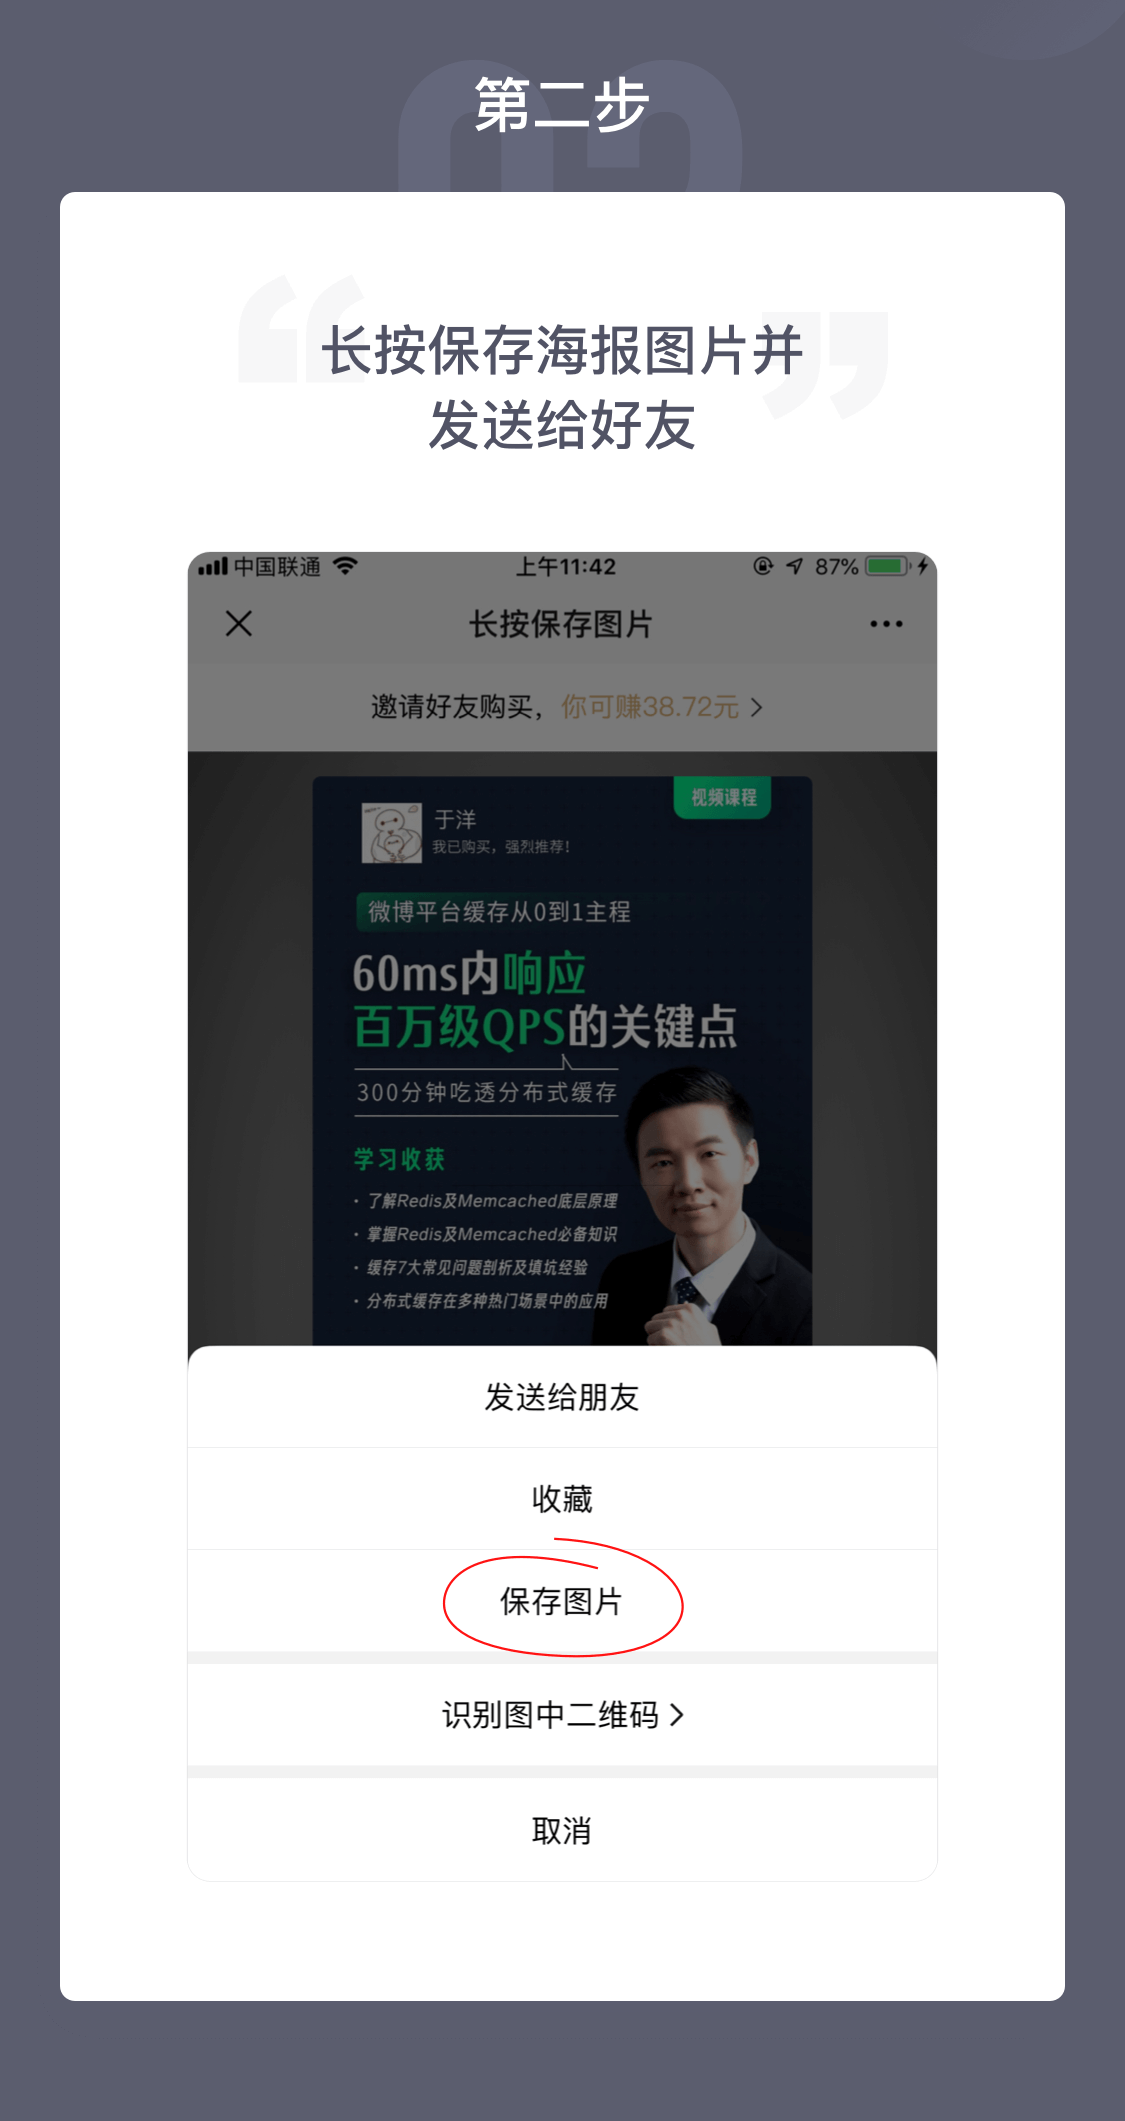 02
第二步
长按保存海报图片并
发送给好友
中国联通 上午11:42 87%
长按保存图片
邀请好友购买，你可赚38.72元 >
视频课程
于洋
我已购买，强烈推荐！
微博平台缓存从0到1主程
60ms内响应
百万级QPS的关键点
300分钟吃透分布式缓存
学习收获
· 了解Redis及Memcached底层原理
· 掌握Redis及Memcached必备知识
· 缓存7大常见问题剖析及填坑经验
· 分布式缓存在多种热门场景中的应用
发送给朋友
收藏
保存图片
识别图中二维码 >
取消